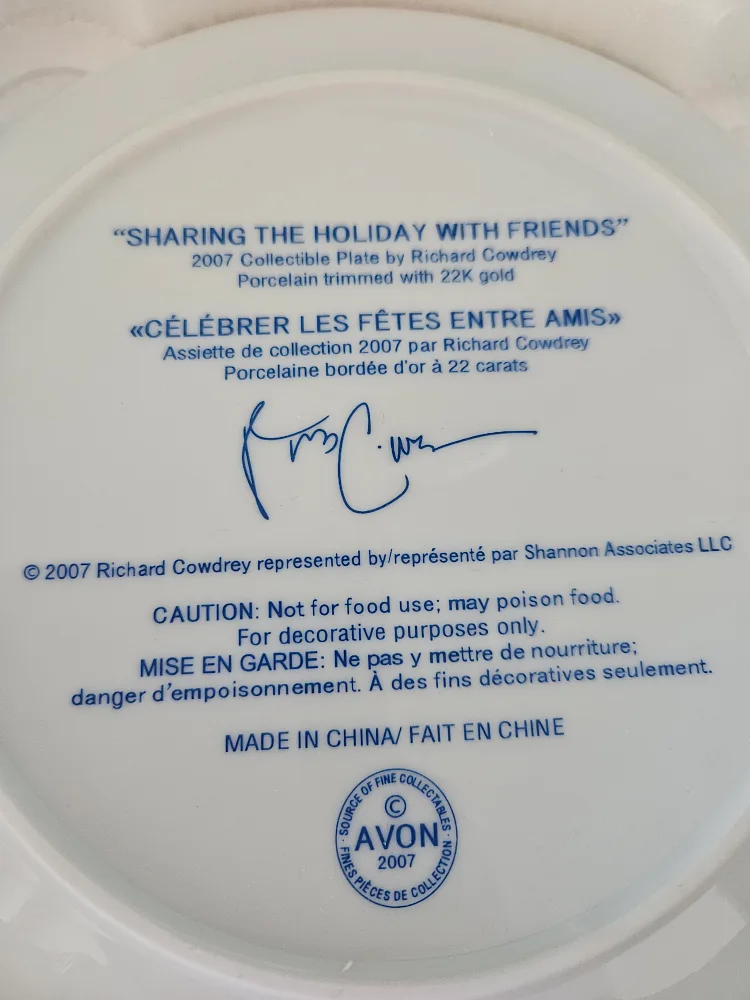 “SHARING THE HOLIDAY WITH FRIENDS”
2007 Collectible Plate by Richard Cowdrey
Porcelain trimmed with 22K gold
«CÉLÉBRER LES FÊTES ENTRE AMIS»
Assiette de collection 2007 par Richard Cowdrey
Porcelaine bordée d'or à 22 carats
© 2007 Richard Cowdrey represented by/représenté par Shannon Associates LLC
CAUTION: Not for food use; may poison food.
For decorative purposes only.
MISE EN GARDE: Ne pas y mettre de nourriture;
danger d'empoisonnement. À des fins décoratives seulement.
MADE IN CHINA/ FAIT EN CHINE
· SOURCE OF FINE COLLECTABLES ·
©
AVON
2007
FINES PIÈCES DE COLLECTION